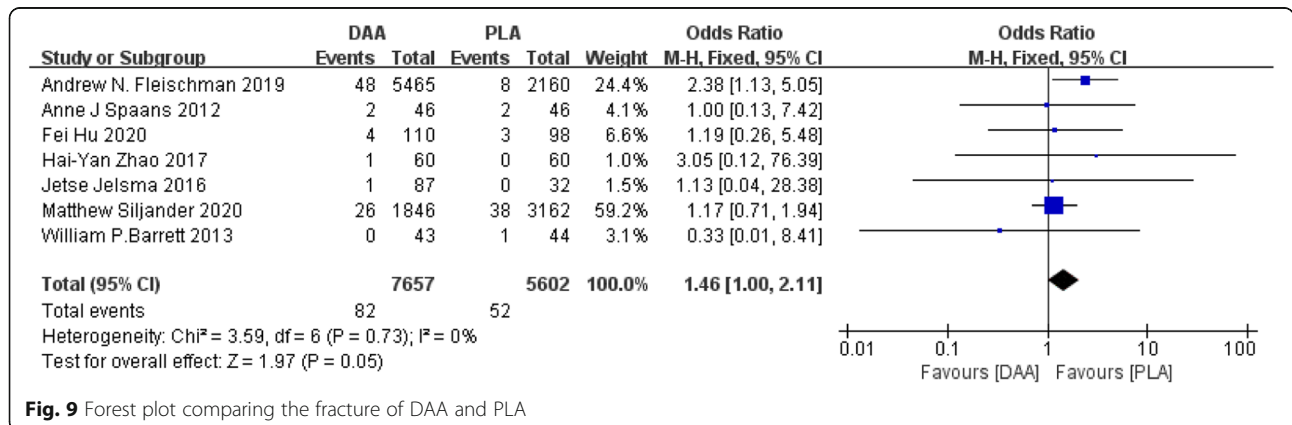 DAA PLA Odds Ratio Odds Ratio
Study or Subgroup Events Total Events Total Weight M-H, Fixed, 95% CI M-H, Fixed, 95% CI
Andrew N. Fleischman 2019 48 5465 8 2160 24.4% 2.38 [1.13, 5.05]
Anne J Spaans 2012 2 46 2 46 4.1% 1.00 [0.13, 7.42]
Fei Hu 2020 4 110 3 98 6.6% 1.19 [0.26, 5.48]
Hai-Yan Zhao 2017 1 60 0 60 1.0% 3.05 [0.12, 76.39]
Jetse Jelsma 2016 1 87 0 32 1.5% 1.13 [0.04, 28.38]
Matthew Siljander 2020 26 1846 38 3162 59.2% 1.17 [0.71, 1.94]
William P.Barrett 2013 0 43 1 44 3.1% 0.33 [0.01, 8.41]
Total (95% CI) 7657 5602 100.0% 1.46 [1.00, 2.11]
Total events 82 52
Heterogeneity: Chi² = 3.59, df = 6 (P = 0.73); I² = 0%
Test for overall effect: Z = 1.97 (P = 0.05)
0.01 0.1 1 10 100
Favours [DAA] Favours [PLA]
Fig. 9 Forest plot comparing the fracture of DAA and PLA